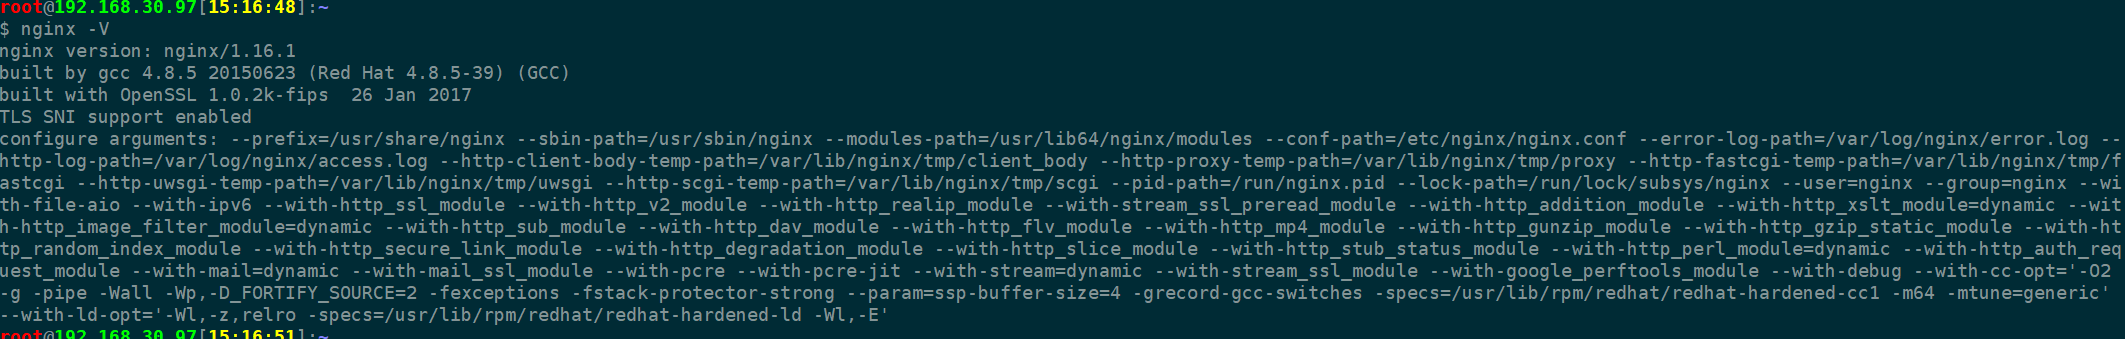 root@192.168.30.97[15:16:48]:~
$ nginx -V
nginx version: nginx/1.16.1
built by gcc 4.8.5 20150623 (Red Hat 4.8.5-39) (GCC)
built with OpenSSL 1.0.2k-fips  26 Jan 2017
TLS SNI support enabled
configure arguments: --prefix=/usr/share/nginx --sbin-path=/usr/sbin/nginx --modules-path=/usr/lib64/nginx/modules --conf-path=/etc/nginx/nginx.conf --error-log-path=/var/log/nginx/error.log --
http-log-path=/var/log/nginx/access.log --http-client-body-temp-path=/var/lib/nginx/tmp/client_body --http-proxy-temp-path=/var/lib/nginx/tmp/proxy --http-fastcgi-temp-path=/var/lib/nginx/tmp/f
astcgi --http-uwsgi-temp-path=/var/lib/nginx/tmp/uwsgi --http-scgi-temp-path=/var/lib/nginx/tmp/scgi --pid-path=/run/nginx.pid --lock-path=/run/lock/subsys/nginx --user=nginx --group=nginx --wi
th-file-aio --with-ipv6 --with-http_ssl_module --with-http_v2_module --with-http_realip_module --with-stream_ssl_preread_module --with-http_addition_module --with-http_xslt_module=dynamic --wit
h-http_image_filter_module=dynamic --with-http_sub_module --with-http_dav_module --with-http_flv_module --with-http_mp4_module --with-http_gunzip_module --with-http_gzip_static_module --with-ht
tp_random_index_module --with-http_secure_link_module --with-http_degradation_module --with-http_slice_module --with-http_stub_status_module --with-http_perl_module=dynamic --with-http_auth_req
uest_module --with-mail=dynamic --with-mail_ssl_module --with-pcre --with-pcre-jit --with-stream=dynamic --with-stream_ssl_module --with-google_perftools_module --with-debug --with-cc-opt='-O2 
-g -pipe -Wall -Wp,-D_FORTIFY_SOURCE=2 -fexceptions -fstack-protector-strong --param=ssp-buffer-size=4 -grecord-gcc-switches -specs=/usr/lib/rpm/redhat/redhat-hardened-cc1 -m64 -mtune=generic' 
--with-ld-opt='-Wl,-z,relro -specs=/usr/lib/rpm/redhat/redhat-hardened-ld -Wl,-E'
root@192.168.30.97[15:16:51]:~